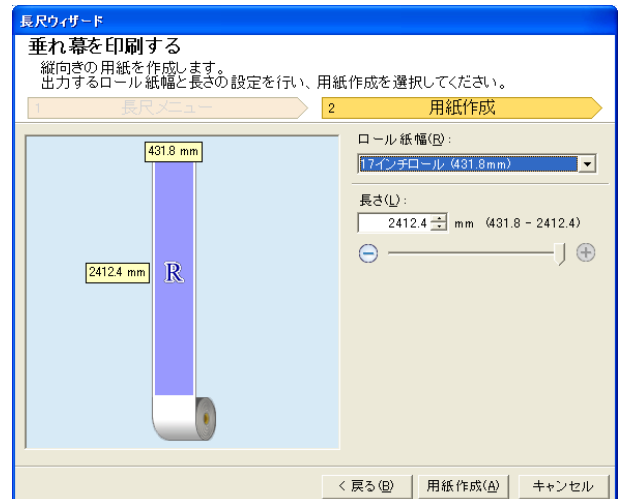 長尺ウィザード
垂れ幕を印刷する
縦向きの用紙を作成します。
出力するロール紙幅と長さの設定を行い、用紙作成を選択してください。
1 長尺メニュー
2 用紙作成
431.8 mm
2412.4 mm
R
ロール紙幅(R):
17インチロール (431.8mm)
長さ(L):
2412.4 mm (431.8 - 2412.4)
< 戻る(B)
用紙作成(A)
キャンセル